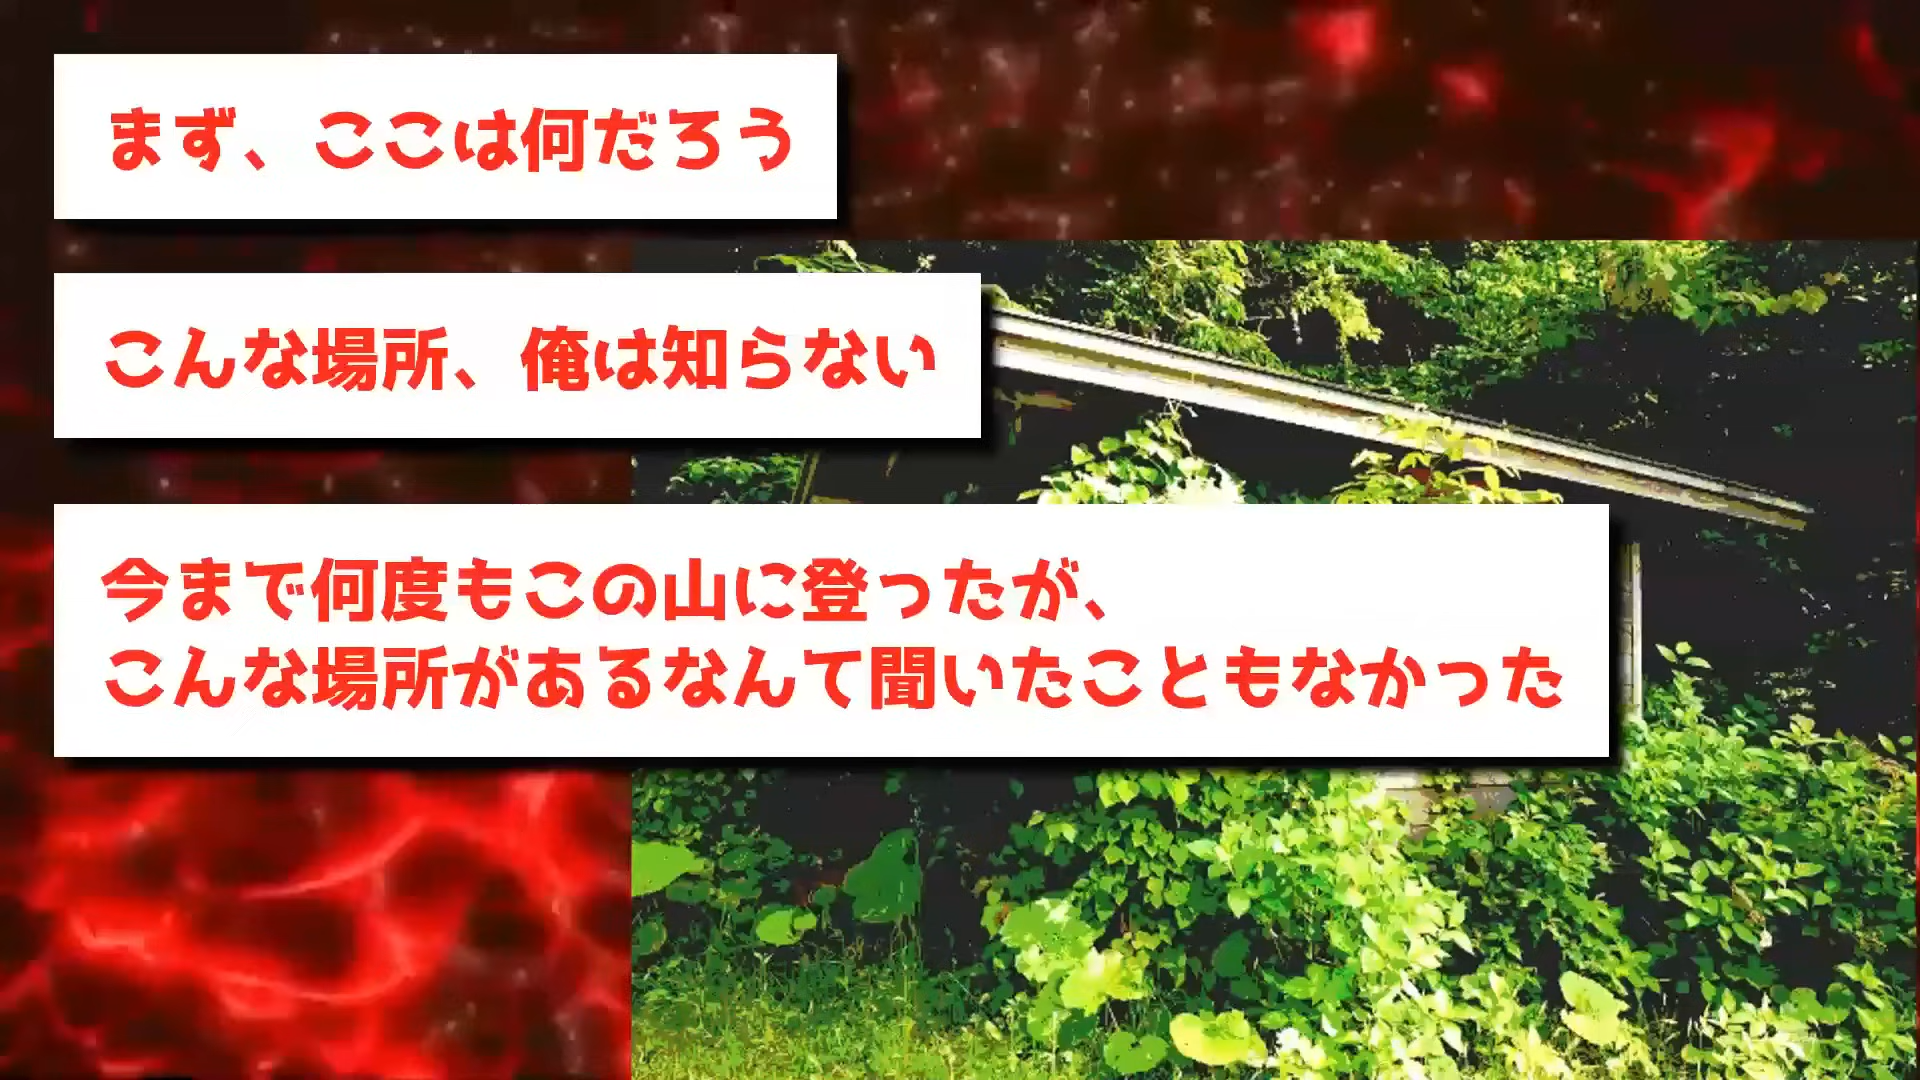 まず、ここは何だろう
こんな場所、俺は知らない
今まで何度もこの山に登ったが、
こんな場所があるなんて聞いたこともなかった